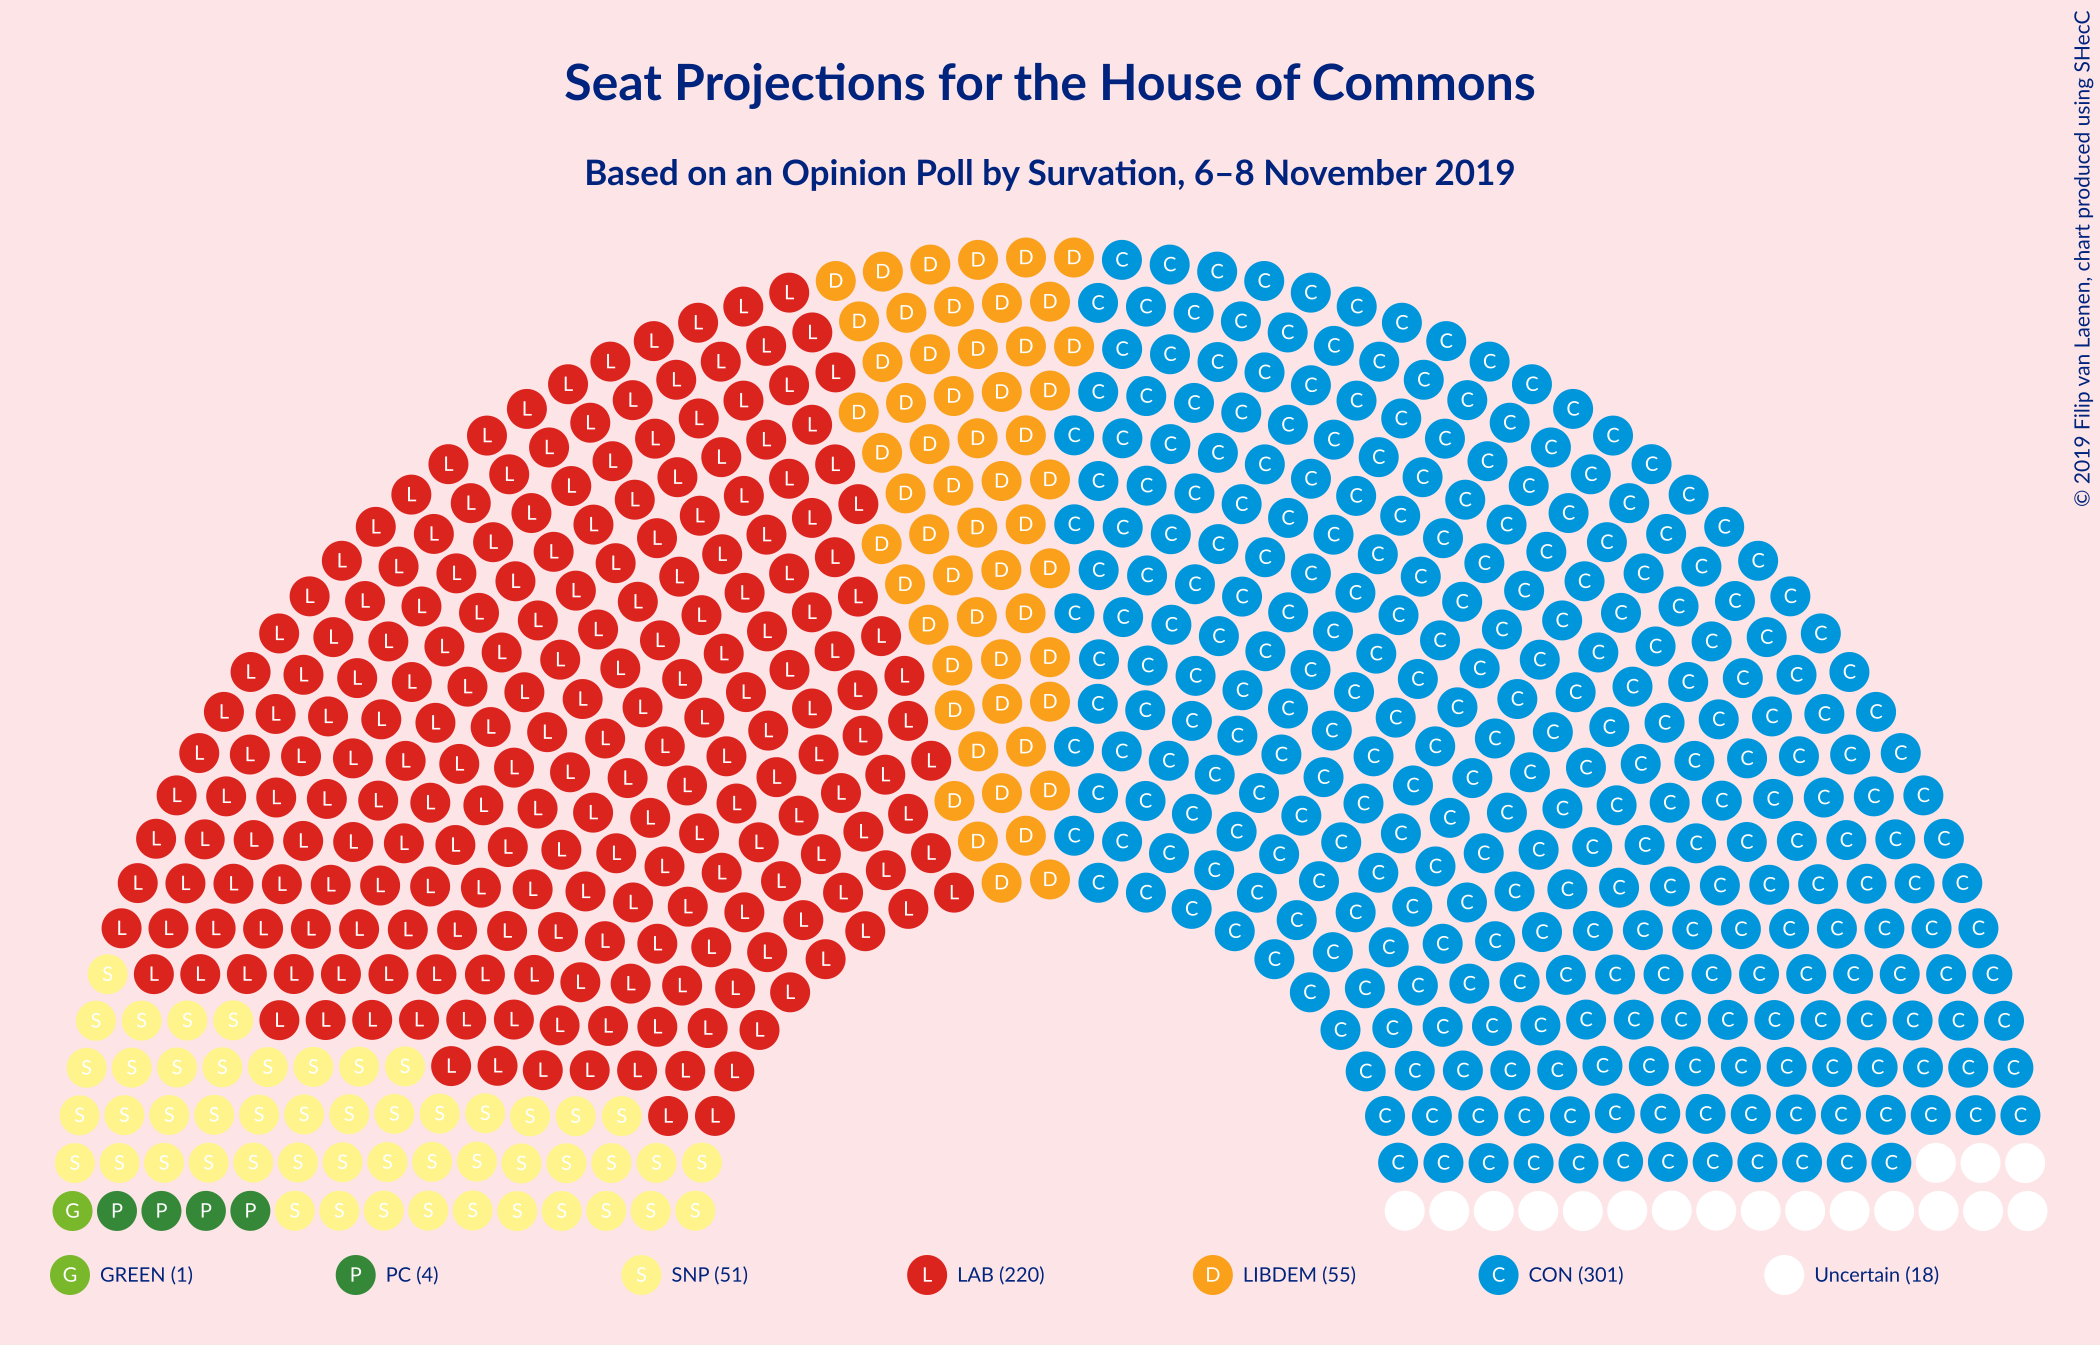 Seat Projections for the House of Commons
Based on an Opinion Poll by Survation, 6–8 November 2019
© 2019 Filip van Laenen, chart produced using SHecC
G GREEN (1)
P PC (4)
S SNP (51)
L LAB (220)
D LIBDEM (55)
C CON (301)
Uncertain (18)